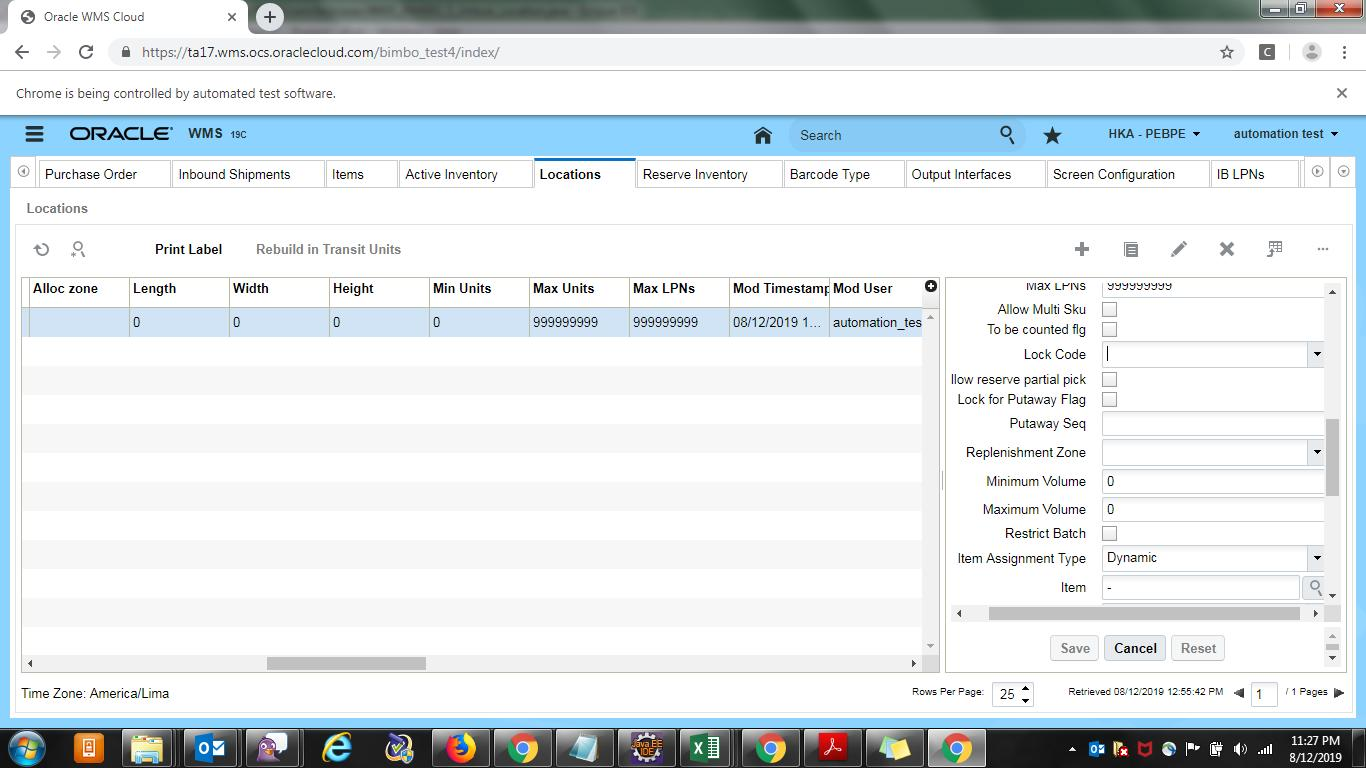 Oracle WMS Cloud
https://ta17.wms.ocs.oraclecloud.com/bimbo_test4/index/
C
Chrome is being controlled by automated test software.
ORACLE WMS 19C
Search
HKA - PEBPE
automation test
Purchase Order
Inbound Shipments
Items
Active Inventory
Locations
Reserve Inventory
Barcode Type
Output Interfaces
Screen Configuration
IB LPNs
Locations
Print Label
Rebuild in Transit Units
Alloc zone Length Width Height Min Units Max Units Max LPNs Mod Timestamp Mod User
0 0 0 0 999999999 999999999 08/12/2019 1... automation_tes
Max LPNs 999999999
Allow Multi Sku
To be counted flg
Lock Code
llow reserve partial pick
Lock for Putaway Flag
Putaway Seq
Replenishment Zone
Minimum Volume 0
Maximum Volume 0
Restrict Batch
Item Assignment Type Dynamic
Item -
Save Cancel Reset
Time Zone: America/Lima
Rows Per Page: 25
Retrieved 08/12/2019 12:55:42 PM
1 / 1 Pages
Java EE
IDE
11:27 PM
8/12/2019